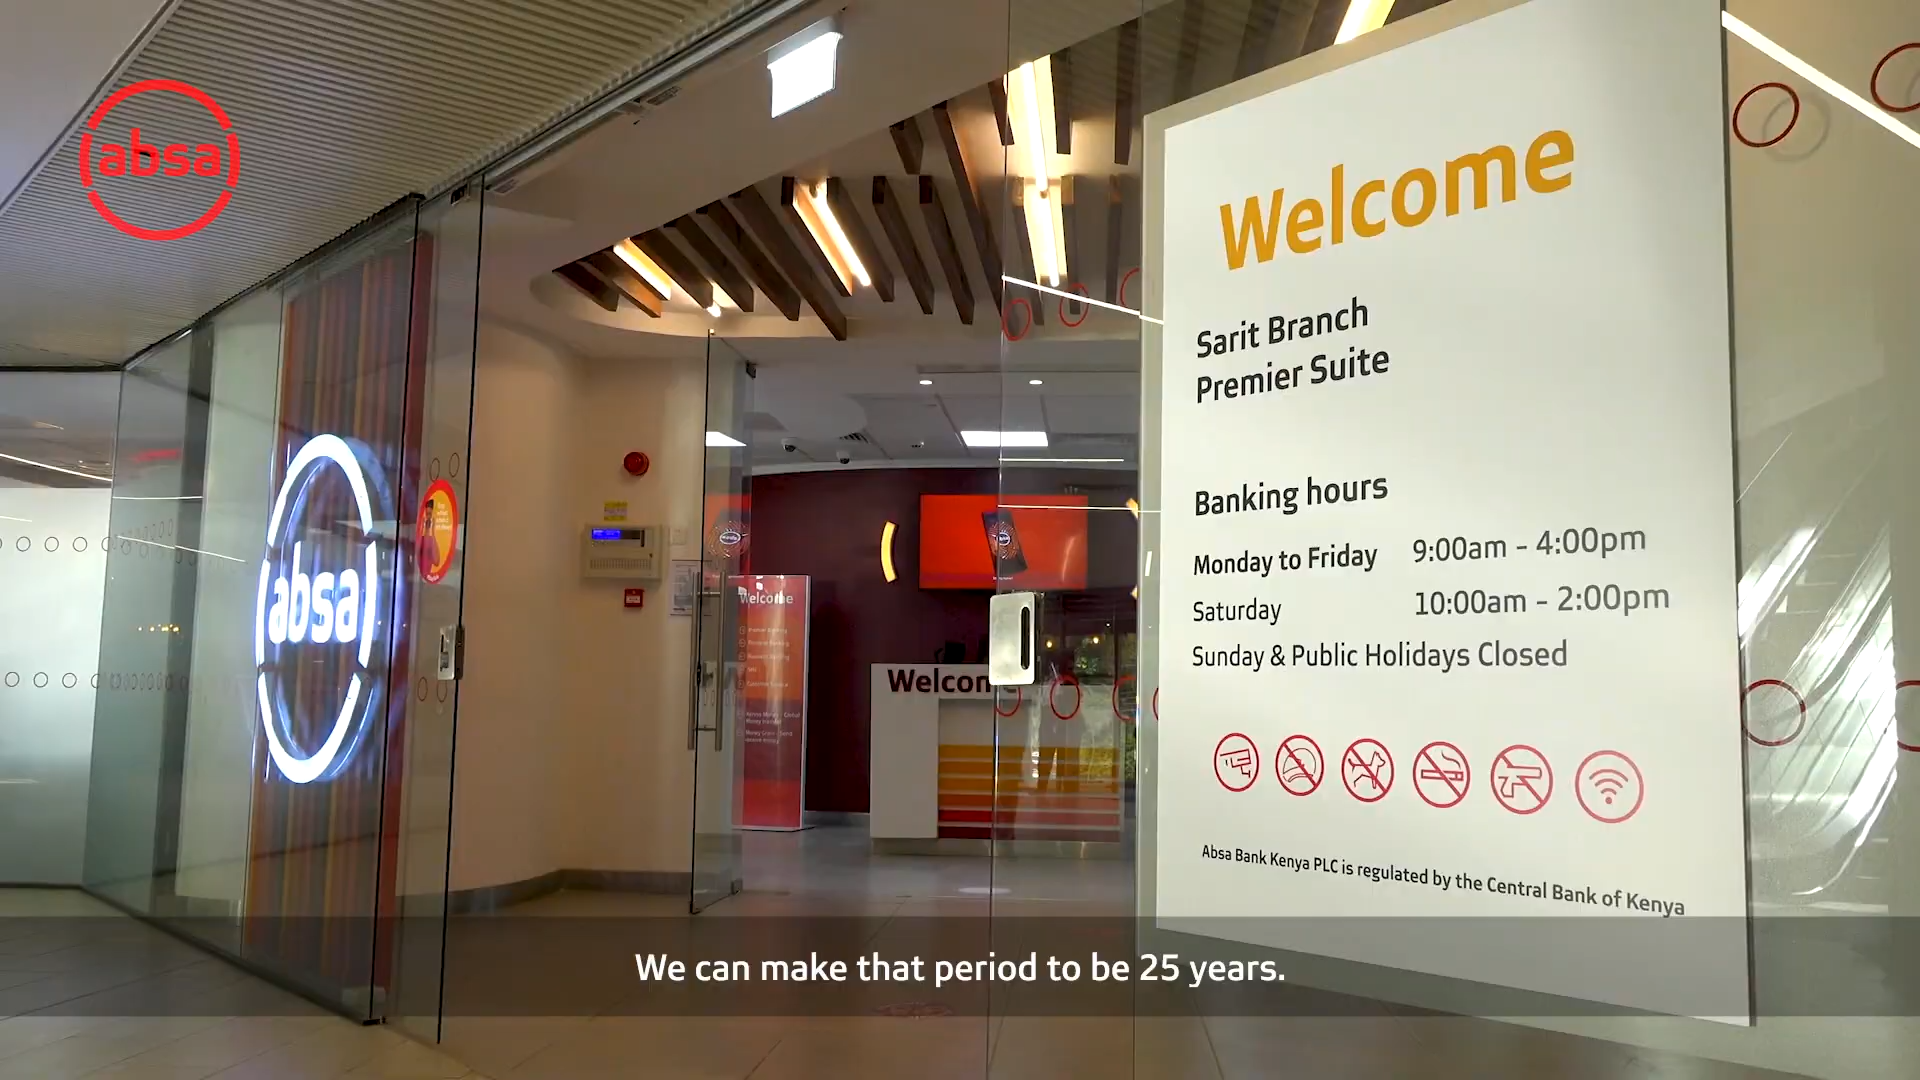 absa
Welcome
Sarit Branch
Premier Suite
Banking hours
Monday to Friday 9:00am - 4:00pm
Saturday 10:00am - 2:00pm
Sunday & Public Holidays Closed
Absa Bank Kenya PLC is regulated by the Central Bank of Kenya
absa
Welcome
Welcom
We can make that period to be 25 years.